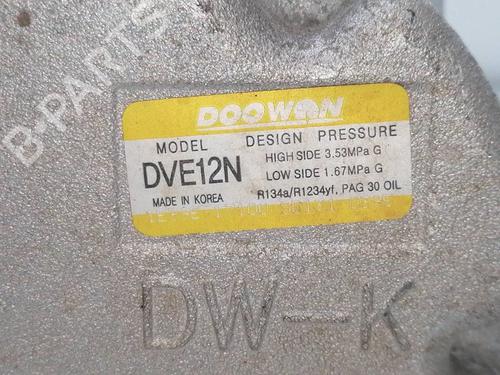 B-PARTS
DOOWON
MODEL DESIGN PRESSURE
DVE12N HIGH SIDE 3.53MPa G
LOW SIDE 1.67MPa G
MADE IN KOREA R134a/R1234yf, PAG 30 OIL
DW-K